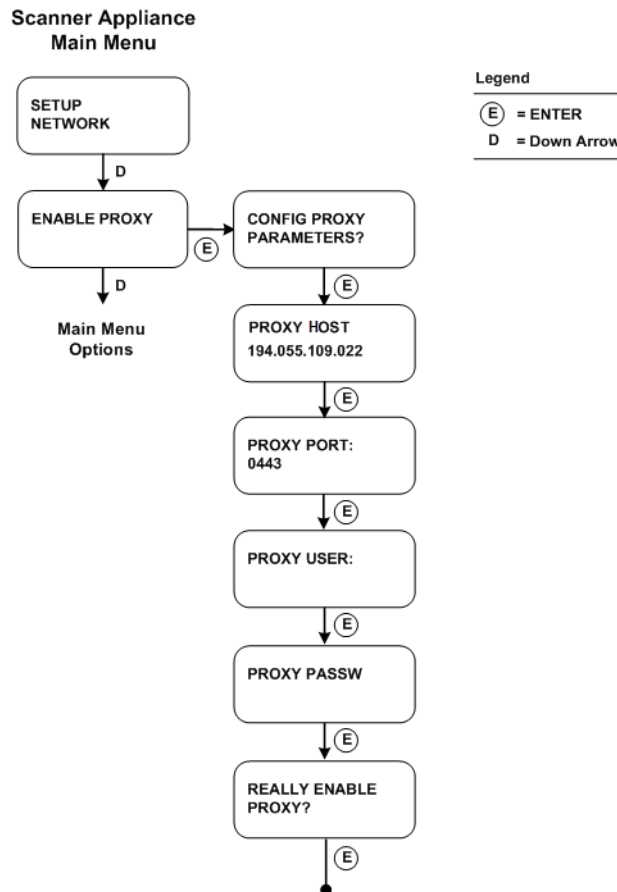 Scanner Appliance
Main Menu
Legend
E = ENTER
D = Down Arrow
SETUP
NETWORK
D
ENABLE PROXY
E
CONFIG PROXY
PARAMETERS?
D
Main Menu
Options
E
PROXY HOST
194.055.109.022
E
PROXY PORT:
0443
E
PROXY USER:
E
PROXY PASSW
E
REALLY ENABLE
PROXY?
E